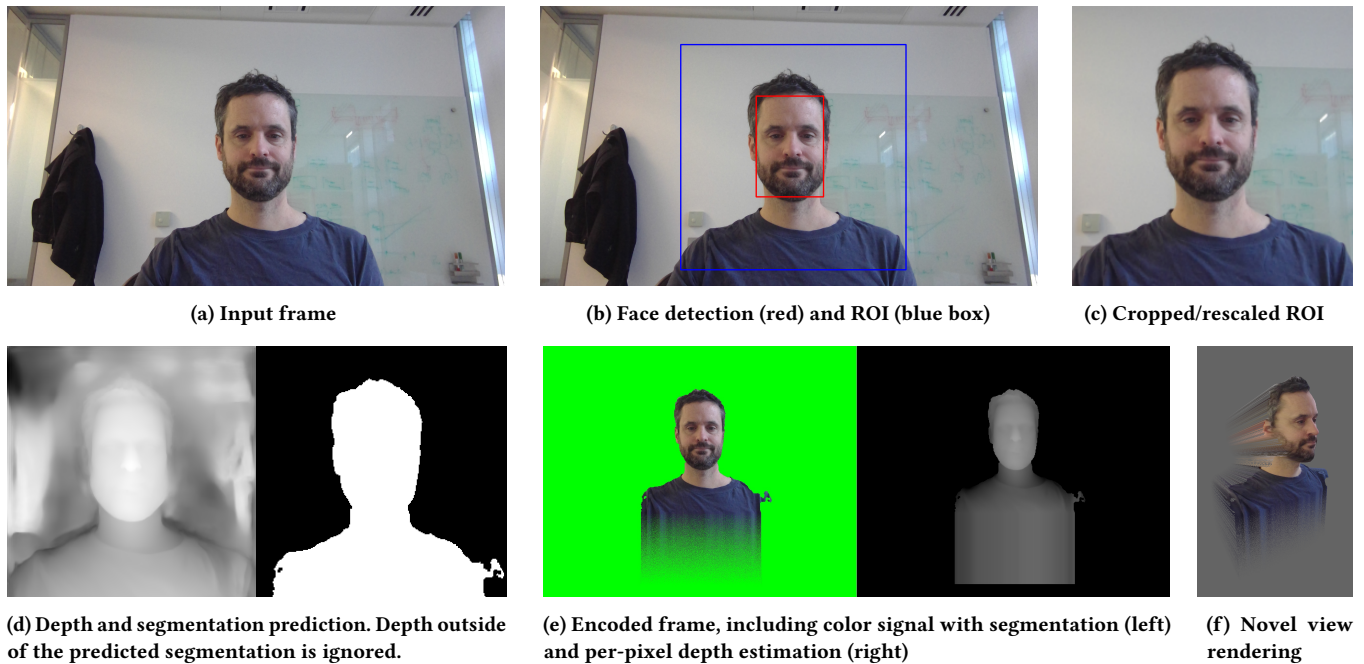 (a) Input frame
(b) Face detection (red) and ROI (blue box)
(c) Cropped/rescaled ROI
(d) Depth and segmentation prediction. Depth outside
of the predicted segmentation is ignored.
(e) Encoded frame, including color signal with segmentation (left)
and per-pixel depth estimation (right)
(f) Novel view
rendering